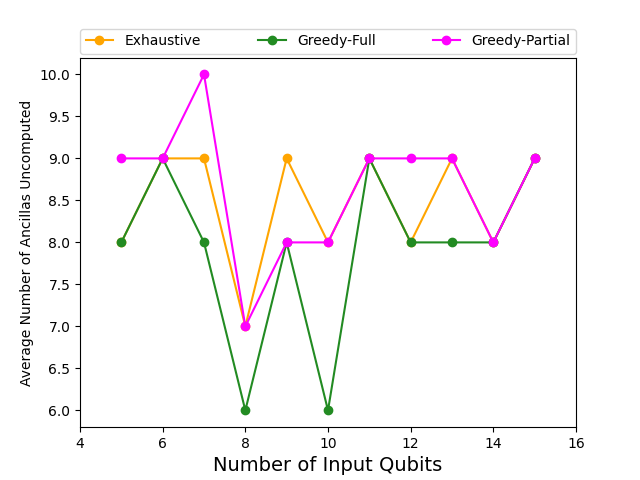 Exhaustive Greedy-Full Greedy-Partial
Average Number of Ancillas Uncomputed
10.0
9.5
9.0
8.5
8.0
7.5
7.0
6.5
6.0
4 6 8 10 12 14 16
Number of Input Qubits